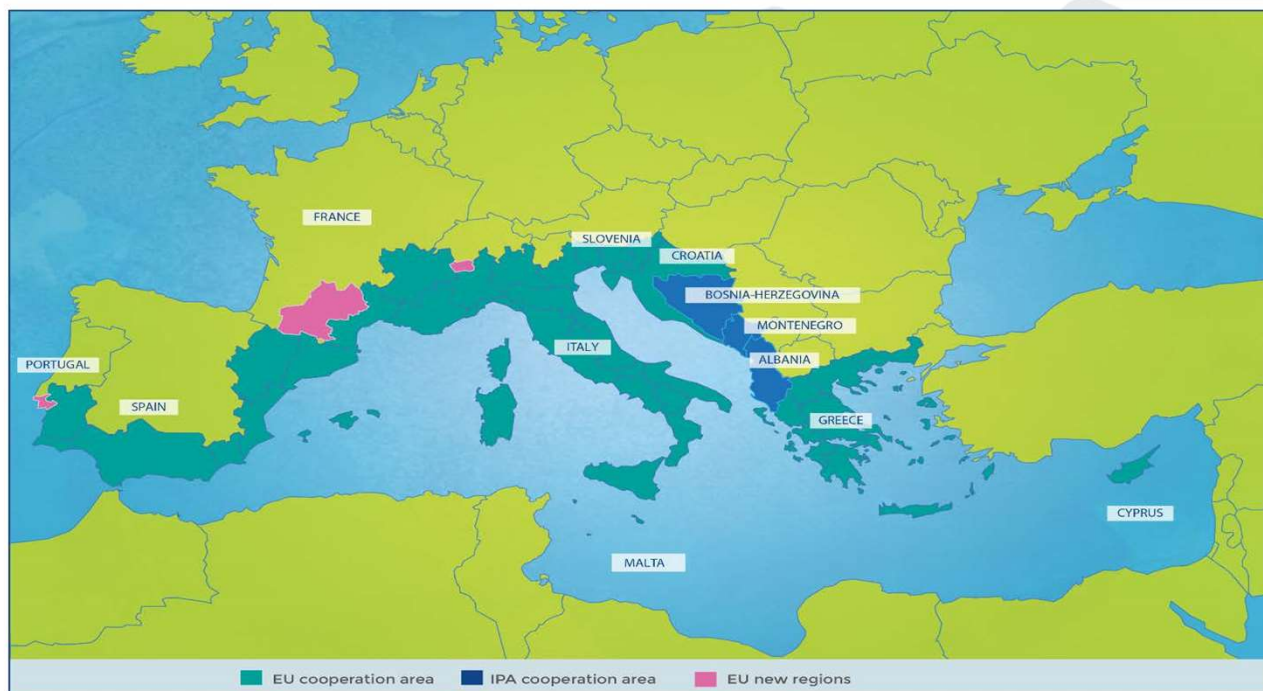 FRANCE
SLOVENIA
CROATIA
BOSNIA-HERZEGOVINA
MONTENEGRO
ITALY
PORTUGAL
ALBANIA
SPAIN
GREECE
CYPRUS
MALTA
EU cooperation area IPA cooperation area EU new regions